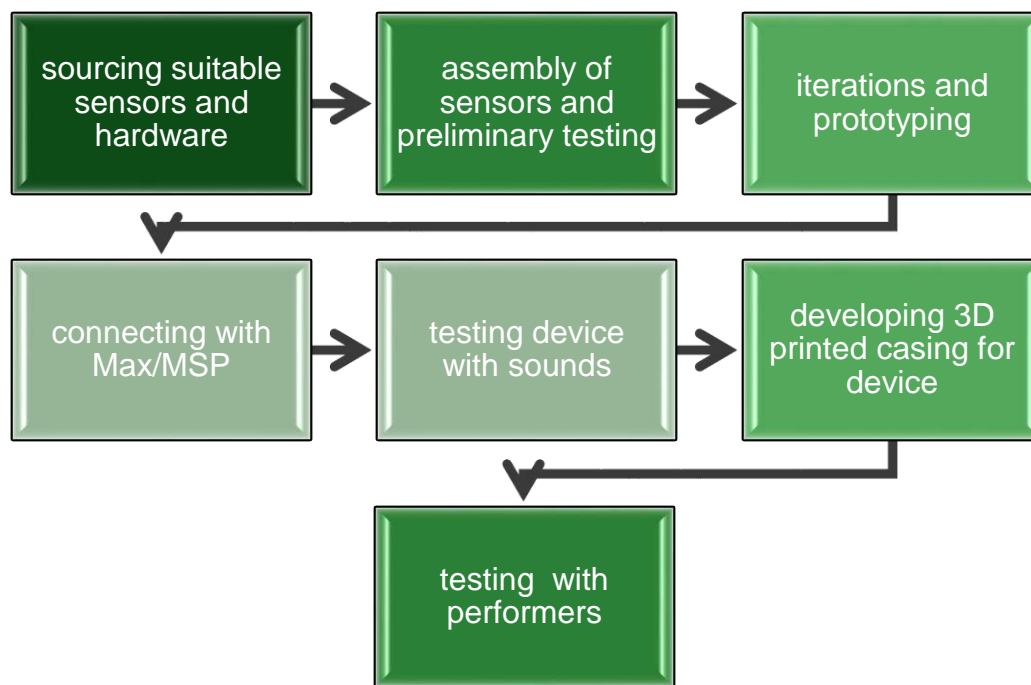 sourcing suitable
sensors and
hardware
assembly of
sensors and
preliminary testing
iterations and
prototyping
connecting with
Max/MSP
testing device
with sounds
developing 3D
printed casing for
device
testing  with
performers